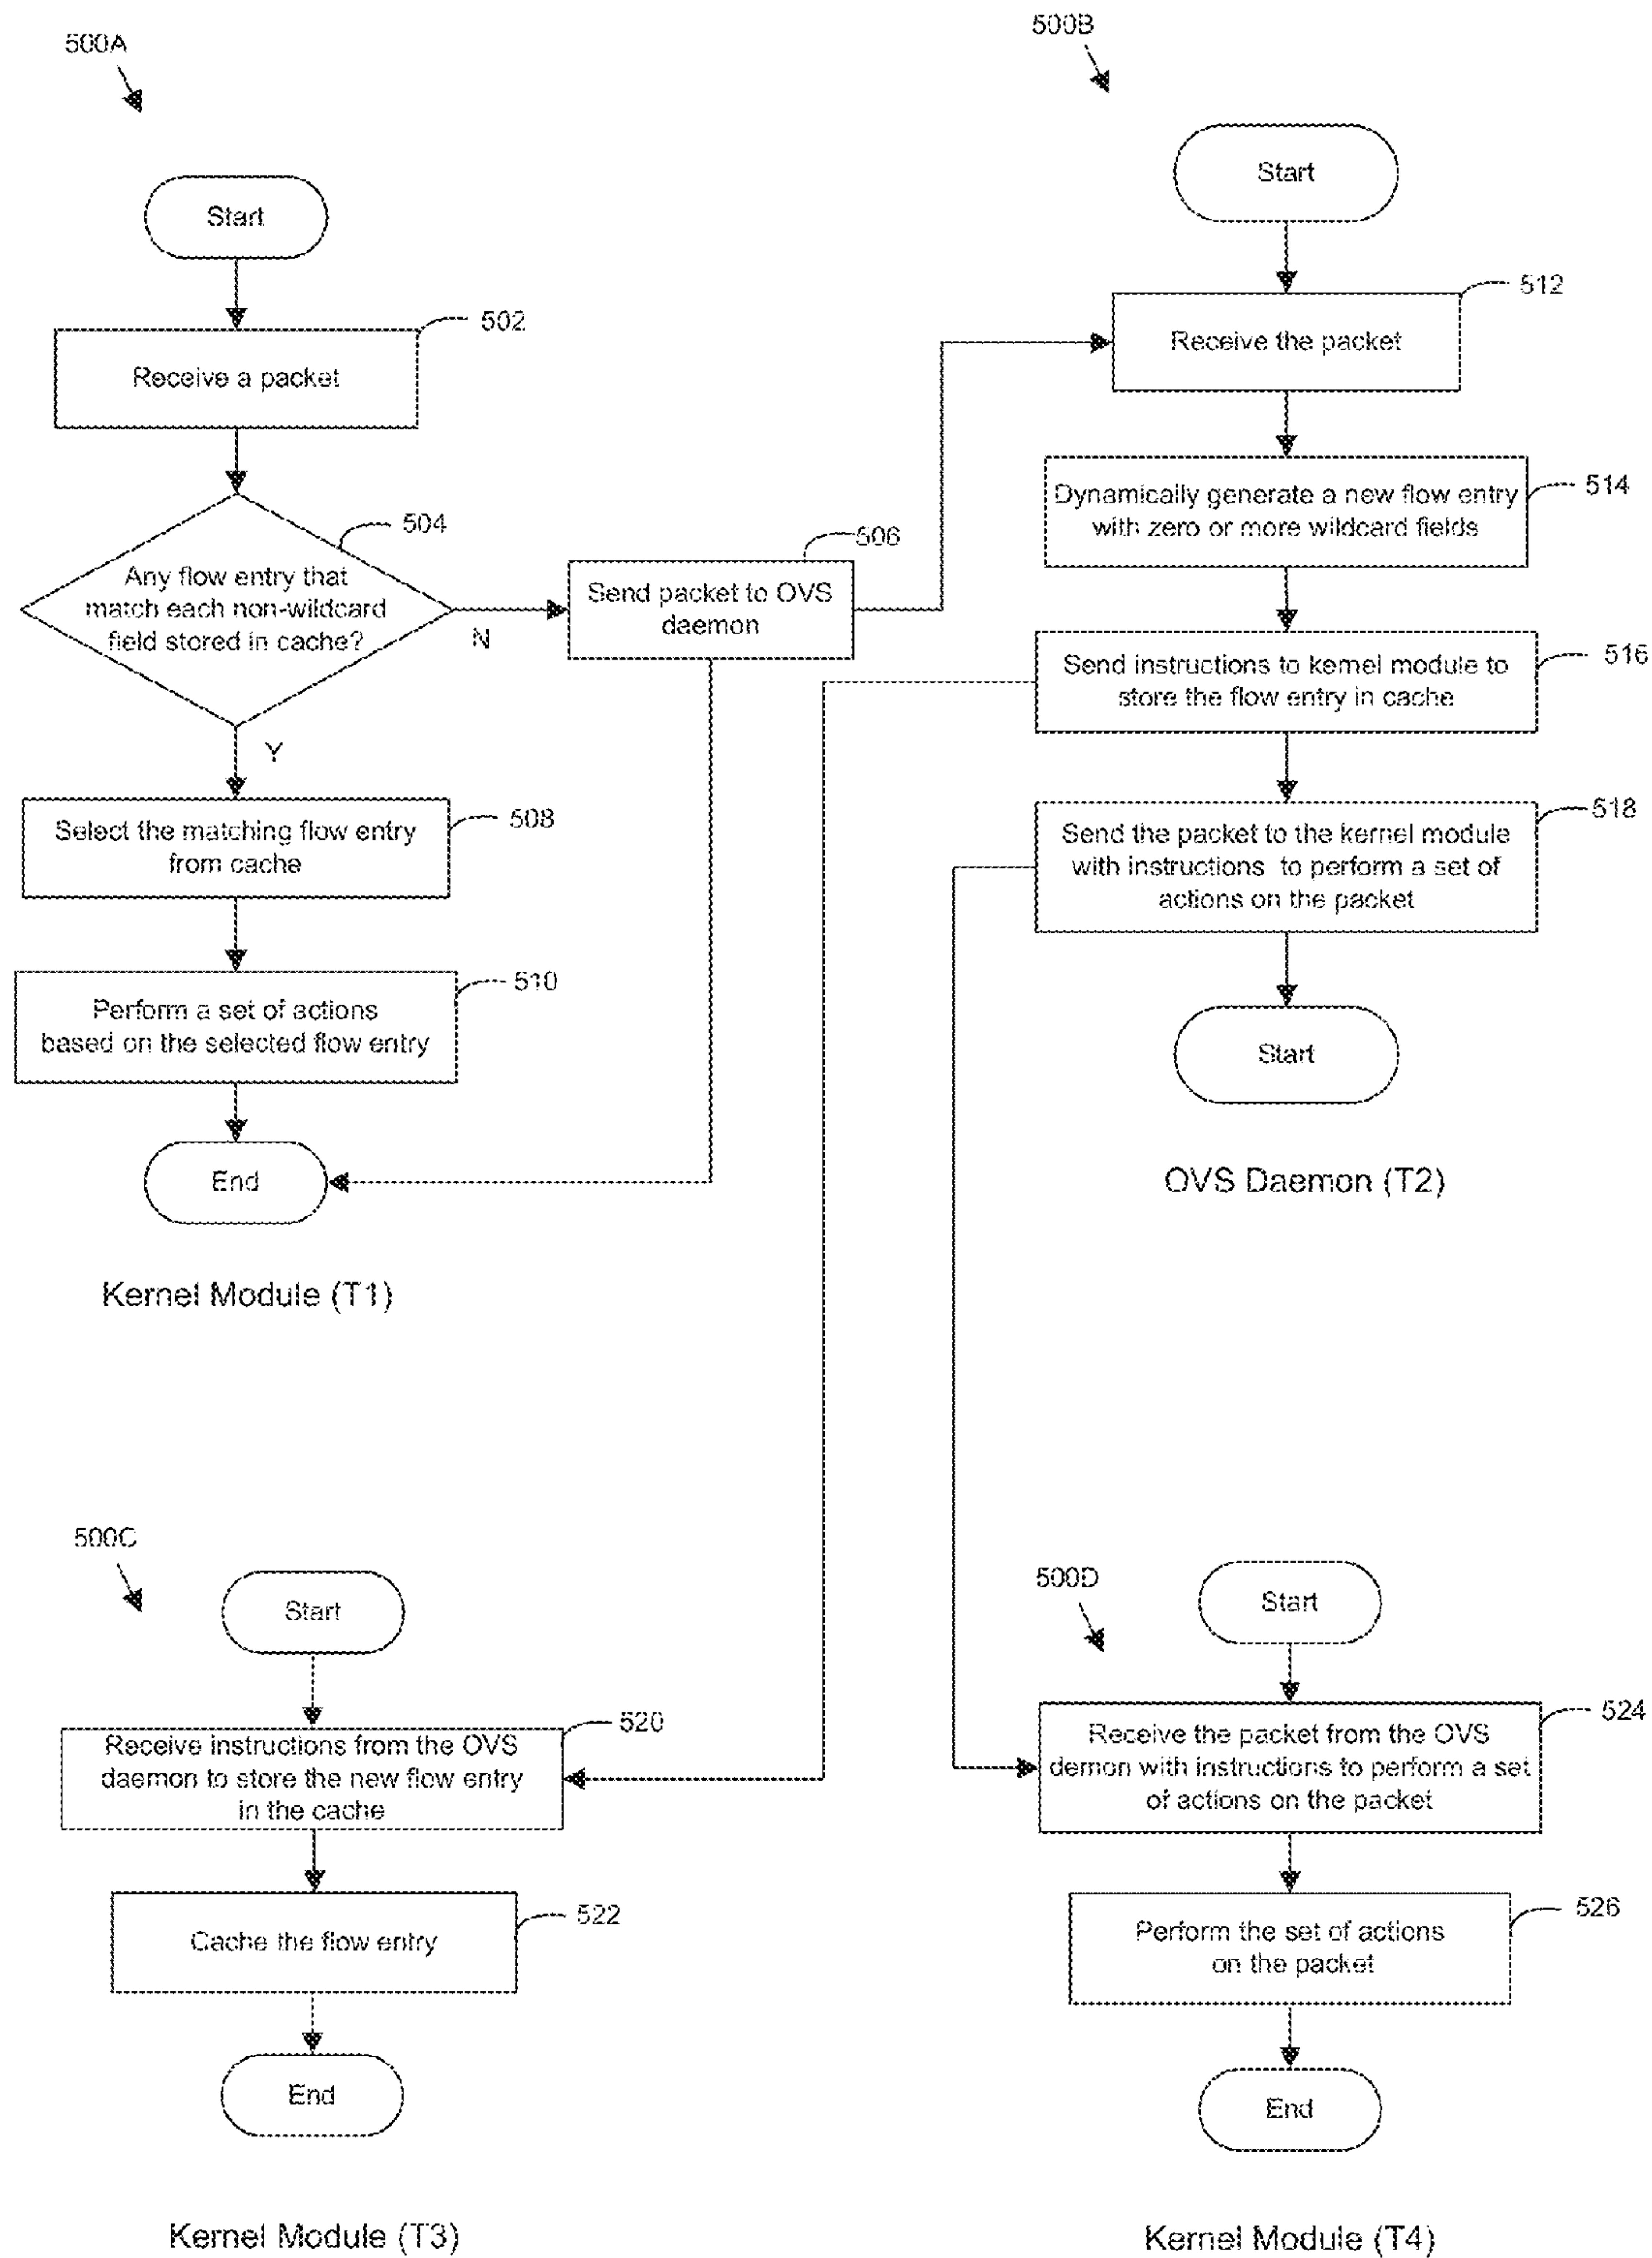 500A
Start
502
Receive a packet
504
Any flow entry that
match each non-wildcard
field stored in cache?
N
Y
506
Send packet to OVS
daemon
508
Select the matching flow entry
from cache
510
Perform a set of actions
based on the selected flow entry
End
Kernel Module (T1)
500B
Start
512
Receive the packet
514
Dynamically generate a new flow entry
with zero or more wildcard fields
516
Send instructions to kernel module to
store the flow entry in cache
518
Send the packet to the kernel module
with instructions to perform a set of
actions on the packet
Start
OVS Daemon (T2)
500C
Start
520
Receive instructions from the OVS
daemon to store the new flow entry
in the cache
522
Cache the flow entry
End
Kernel Module (T3)
500D
Start
524
Receive the packet from the OVS
demon with instructions to perform a set
of actions on the packet
526
Perform the set of actions
on the packet
End
Kernel Module (T4)